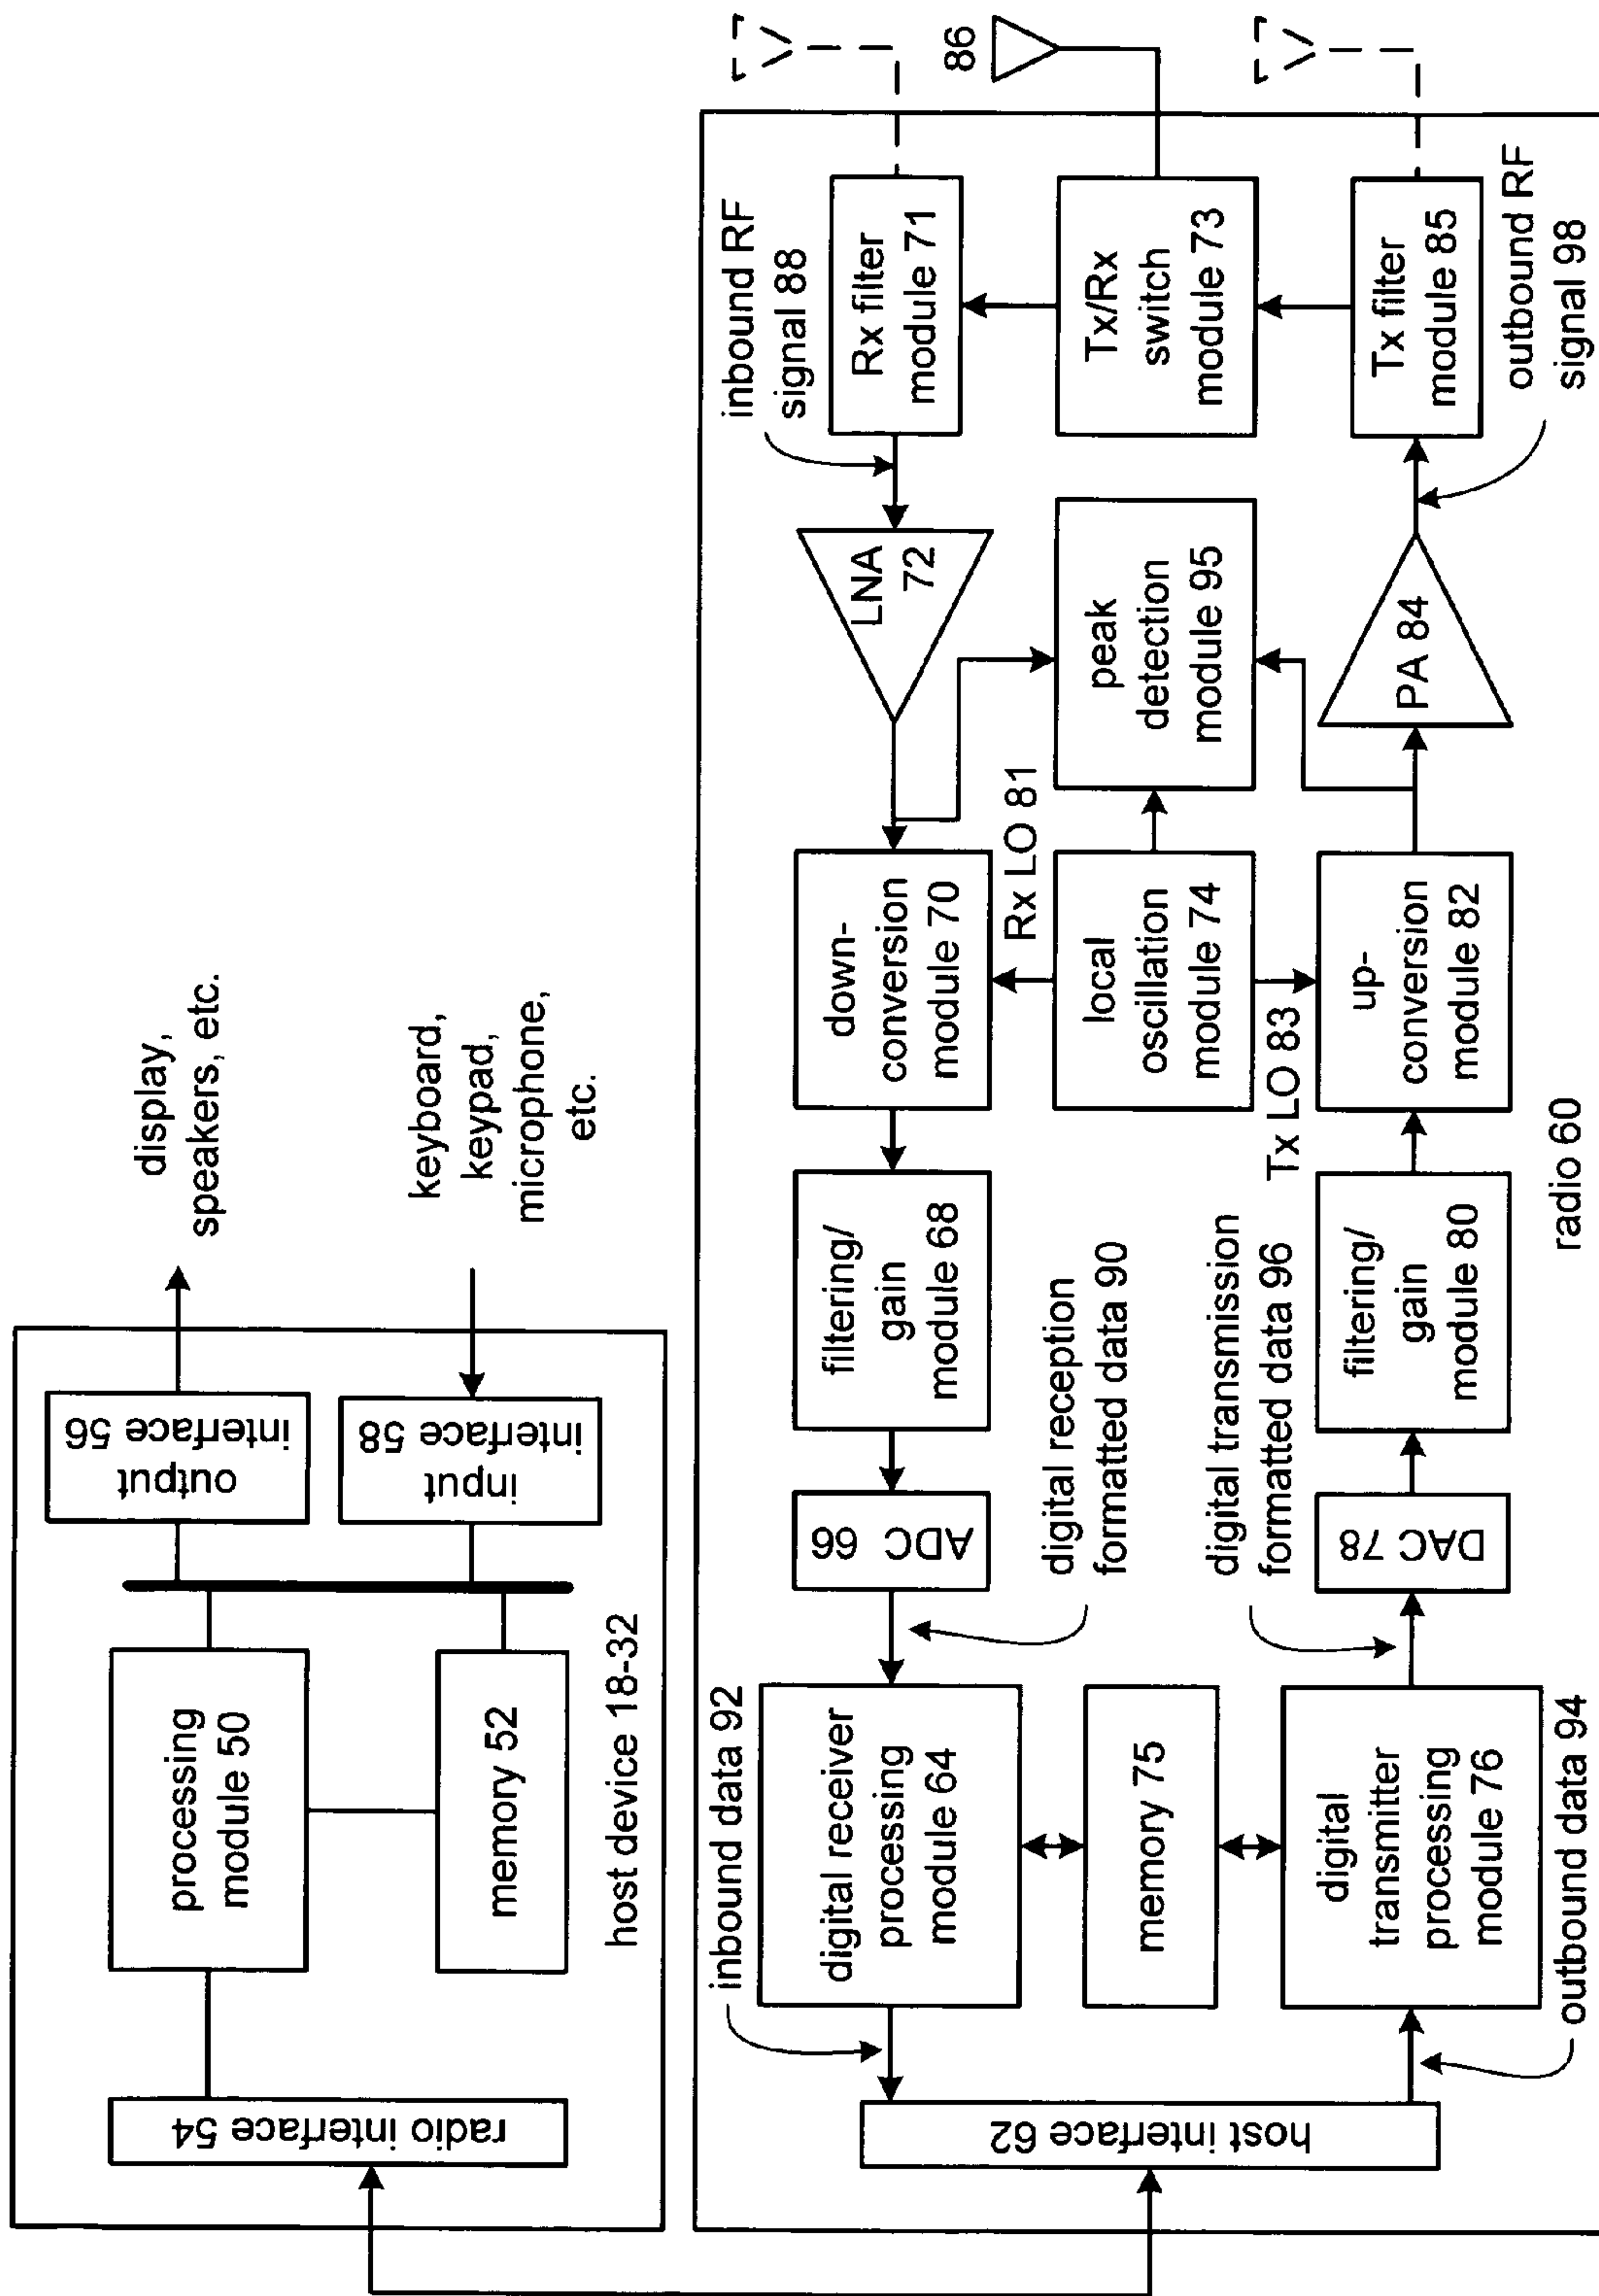 radio interface 54
processing
module 50
memory 52
output
interface 56
input
interface 58
display,
speakers, etc.
keyboard,
keypad,
microphone,
etc.
host device 18-32
host interface 62
inbound data 92
digital receiver
processing
module 64
memory 75
digital
transmitter
processing
module 76
outbound data 94
ADC 66
digital reception
formatted data 90
digital transmission
formatted data 96
DAC 78
filtering/
gain
module 68
filtering/
gain
module 80
down-
conversion
module 70
Rx LO 81
local
oscillation
module 74
Tx LO 83
up-
conversion
module 82
radio 60
LNA
72
peak
detection
module 95
PA 84
inbound RF
signal 88
Rx filter
module 71
Tx/Rx
switch
module 73
Tx filter
module 85
outbound RF
signal 98
86